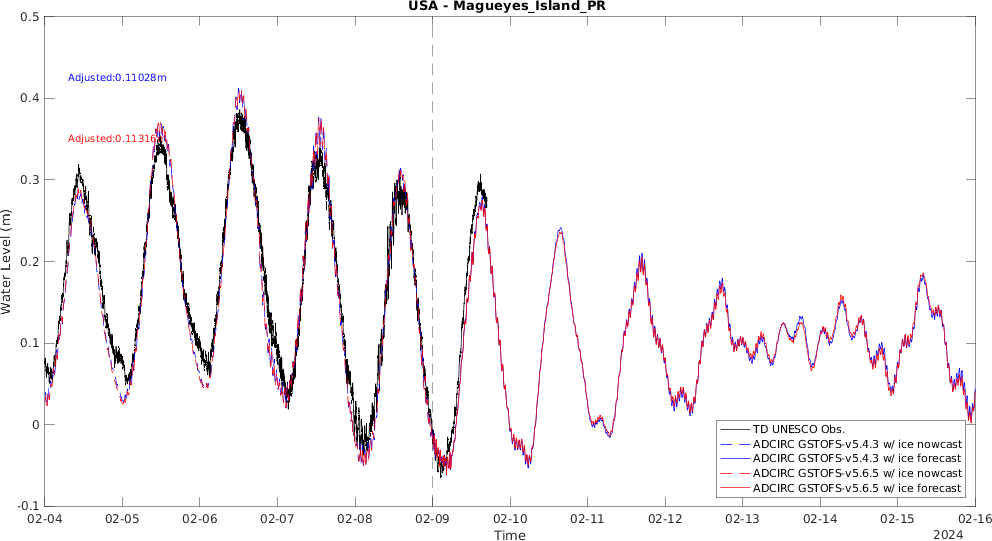 USA - Magueyes_Island_PR
0.5
0.4
0.3
0.2
0.1
0
-0.1
Water Level (m)
Adjusted:0.11028m
Adjusted:0.11316
TD UNESCO Obs.
ADCIRC GSTOFS-v5.4.3 w/ ice nowcast
ADCIRC GSTOFS-v5.4.3 w/ ice forecast
ADCIRC GSTOFS-v5.6.5 w/ ice nowcast
ADCIRC GSTOFS-v5.6.5 w/ ice forecast
02-04 02-05 02-06 02-07 02-08 02-09 02-10 02-11 02-12 02-13 02-14 02-15 02-16
Time
2024